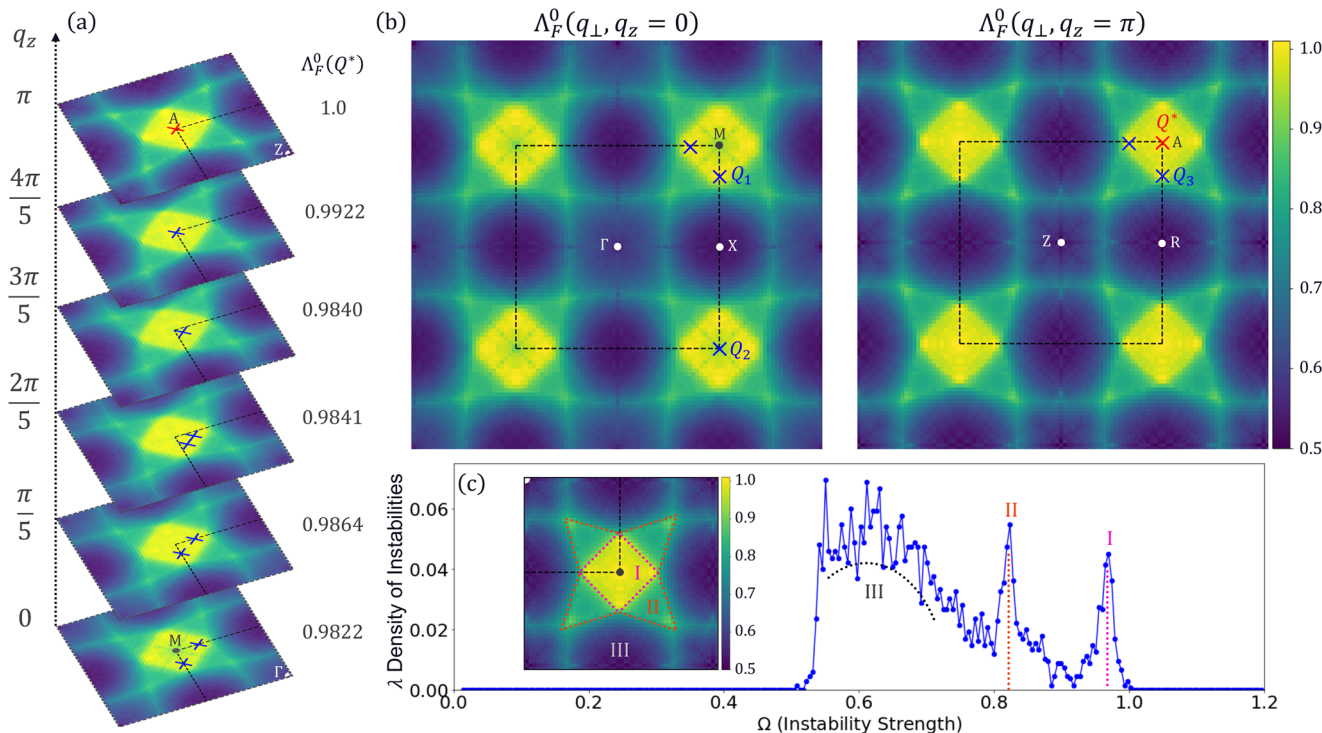 (a)
q_z
Λ_F^0(Q*)
π
1.0
A
Z
4π/5
0.9922
3π/5
0.9840
2π/5
0.9841
π/5
0.9864
0
0.9822
M
Γ
(b)
Λ_F^0(q_⊥, q_z = 0)
Λ_F^0(q_⊥, q_z = π)
M
Q_1
Γ
X
Q_2
Q*
A
Q_3
Z
R
1.0
0.9
0.8
0.7
0.6
0.5
(c)
λ Density of Instabilities
0.06
0.04
0.02
0.00
1.0
0.9
0.8
0.7
0.6
0.5
I
II
III
III
II
I
0.0
0.2
0.4
0.6
0.8
1.0
1.2
Ω (Instability Strength)